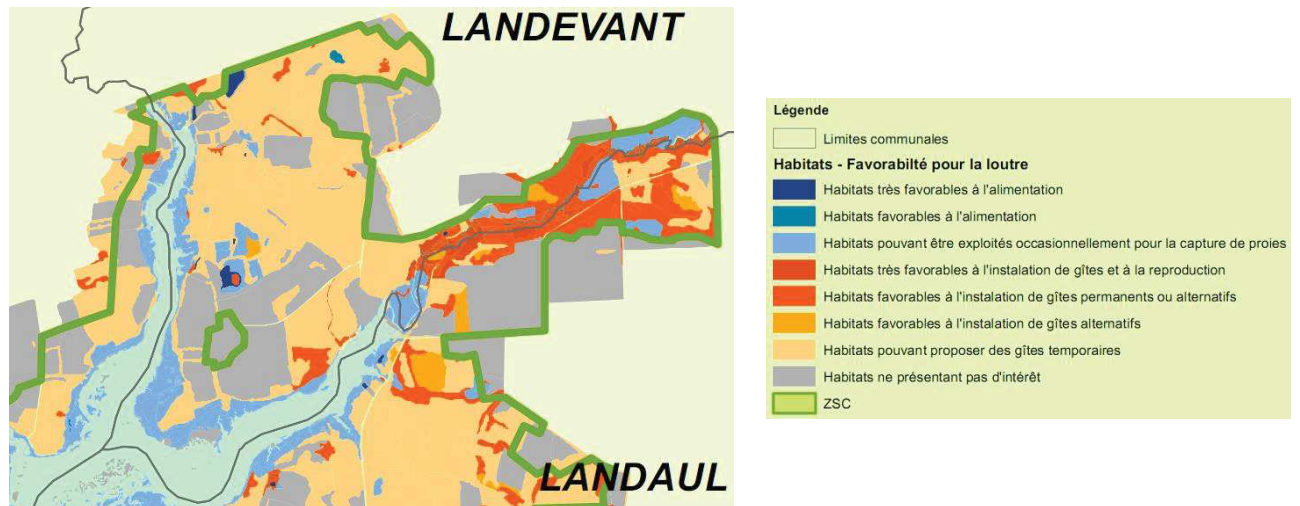 LANDEVANT
LANDAUL
Légende
Limites communales
Habitats - Favorabilté pour la loutre
Habitats très favorables à l'alimentation
Habitats favorables à l'alimentation
Habitats pouvant être exploités occasionnellement pour la capture de proies
Habitats très favorables à l'instalation de gîtes et à la reproduction
Habitats favorables à l'instalation de gîtes permanents ou alternatifs
Habitats favorables à l'instalation de gîtes alternatifs
Habitats pouvant proposer des gîtes temporaires
Habitats ne présentant pas d'intérêt
ZSC